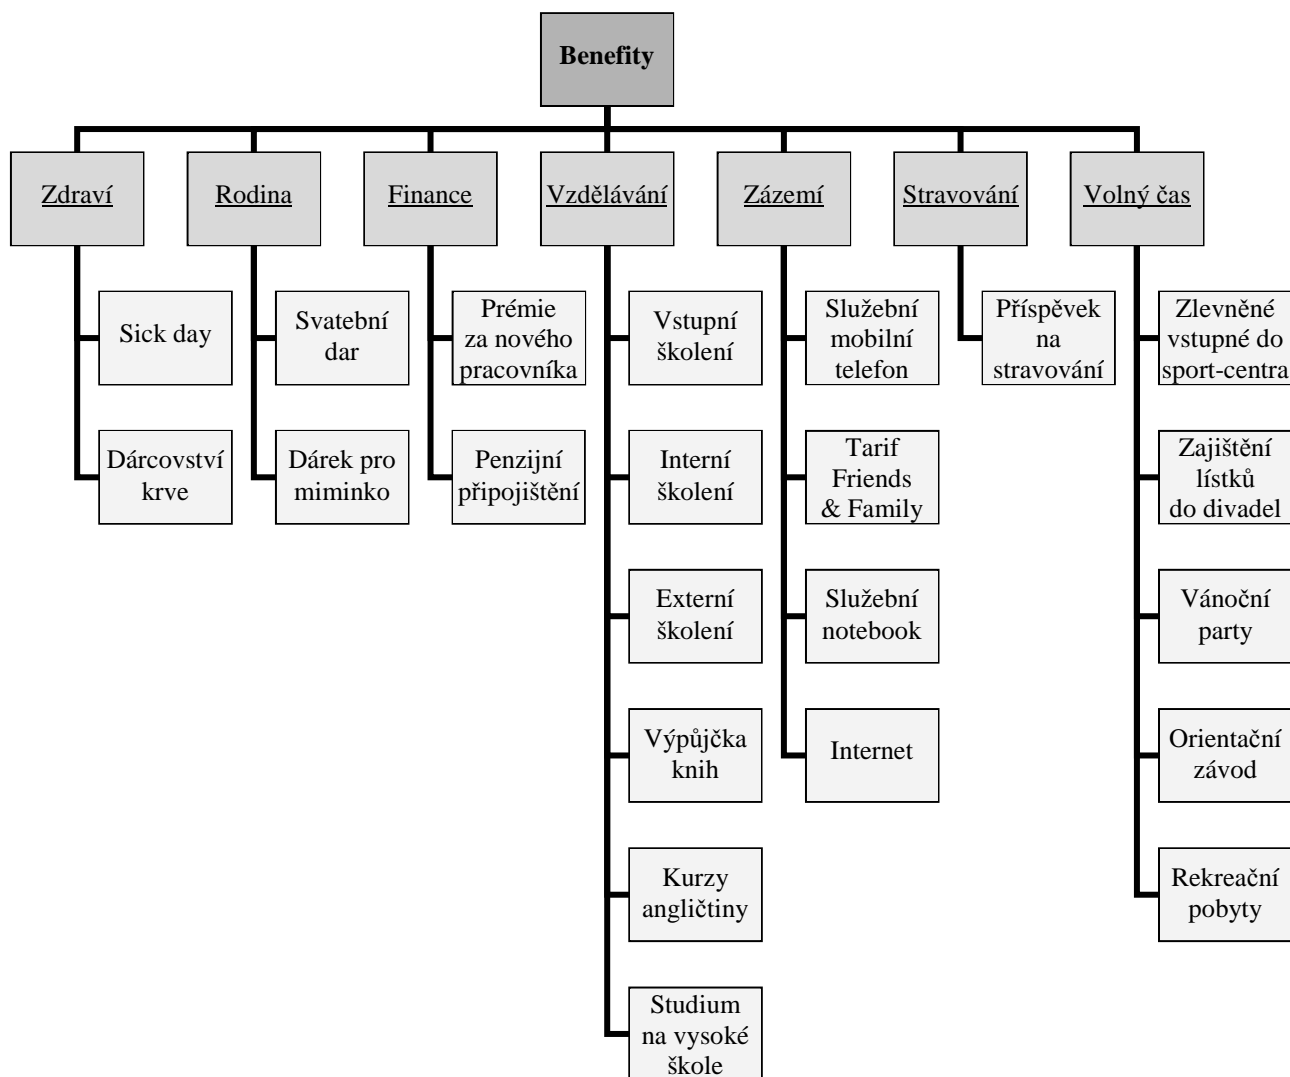 Benefity
Zdraví
Rodina
Finance
Vzdělávání
Zázemí
Stravování
Volný čas
Sick day
Dárcovství
krve
Svatební
dar
Dárek pro
miminko
Prémie
za nového
pracovníka
Penzijní
připojištění
Vstupní
školení
Interní
školení
Externí
školení
Výpůjčka
knih
Kurzy
angličtiny
Studium
na vysoké
škole
Služební
mobilní
telefon
Tarif
Friends
& Family
Služební
notebook
Internet
Příspěvek
na
stravování
Zlevněné
vstupné do
sport-centra
Zajištění
lístků
do divadel
Vánoční
party
Orientační
závod
Rekreační
pobyty